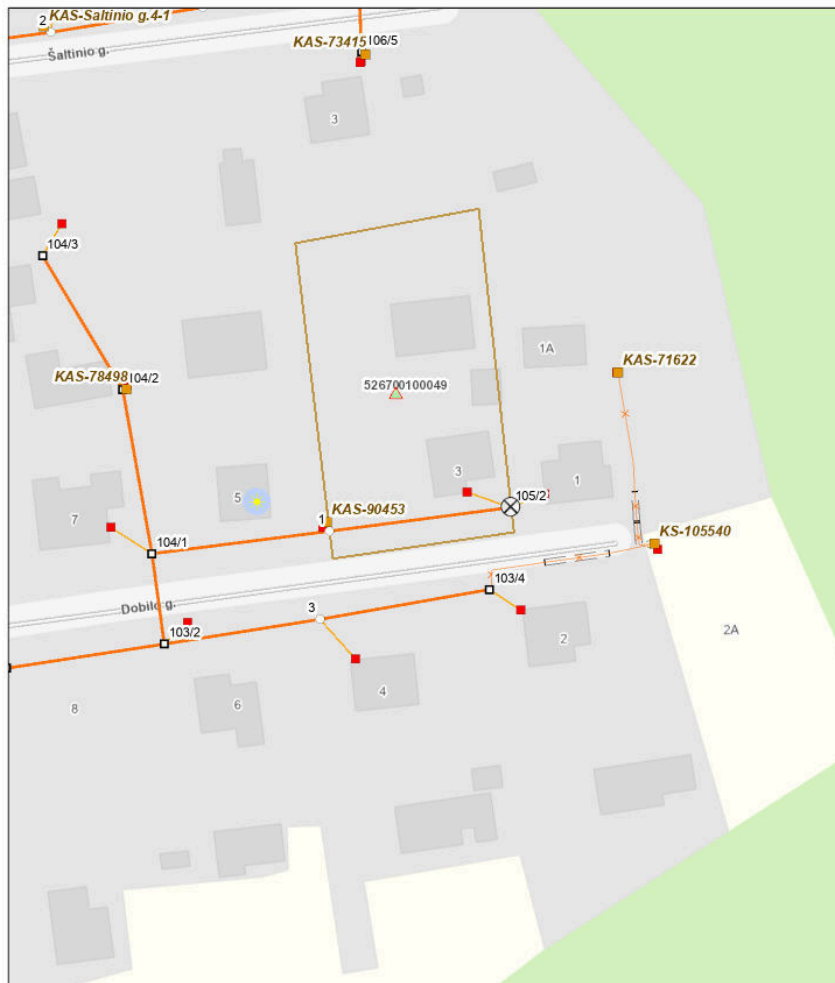 2
KAS-Saltinio g.4-1
Šaltinio g.
KAS-73415
106/5
3
104/3
1A
KAS-71622
KAS-78498
104/2
526700100049
3
1
5
105/2
7
1
KAS-90453
KS-105540
104/1
103/4
Dobilo g.
3
103/2
2
2A
4
6
8